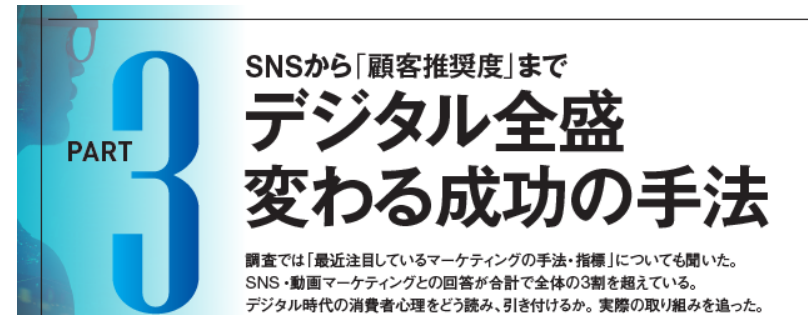 PART
3
SNSから「顧客推奨度」まで
デジタル全盛
変わる成功の手法
調査では「最近注目しているマーケティングの手法・指標」についても聞いた。
SNS・動画マーケティングとの回答が合計で全体の3割を超えている。
デジタル時代の消費者心理をどう読み、引き付けるか。実際の取り組みを追った。